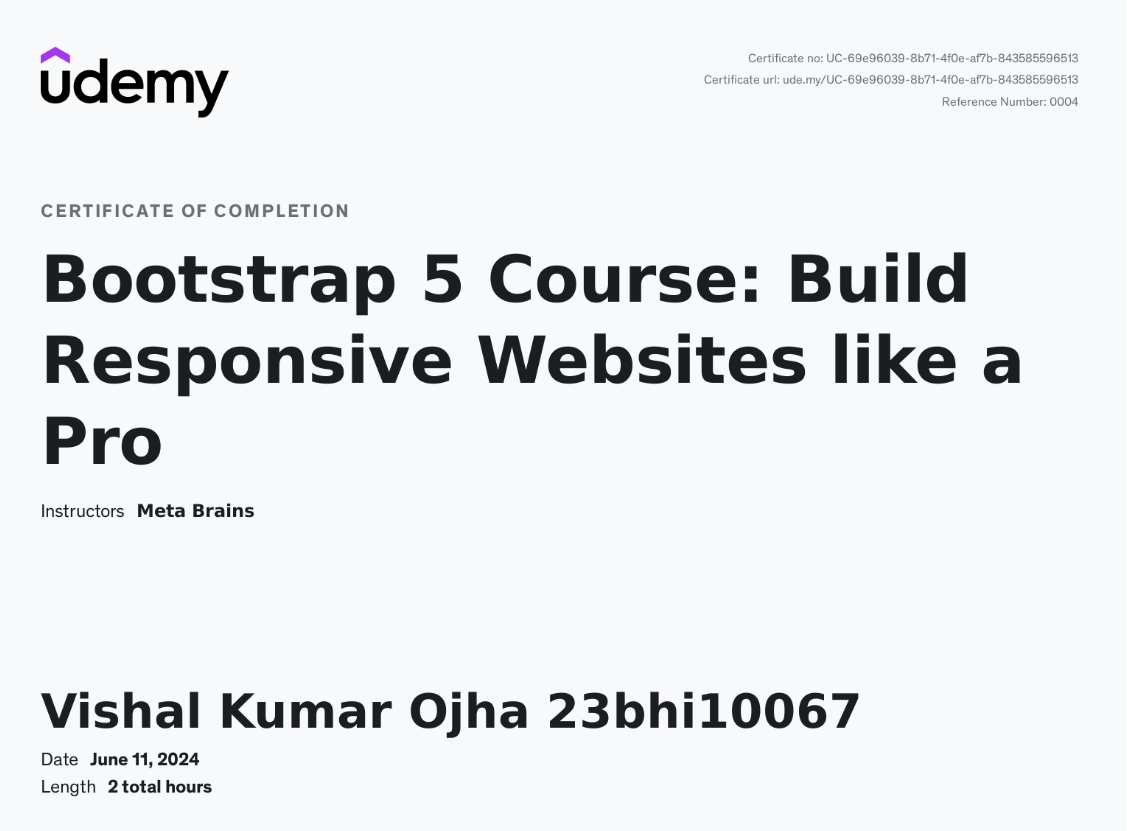 udemy
Certificate no: UC-69e96039-8b71-4f0e-af7b-843585596513
Certificate url: ude.my/UC-69e96039-8b71-4f0e-af7b-843585596513
Reference Number: 0004
CERTIFICATE OF COMPLETION
Bootstrap 5 Course: Build
Responsive Websites like a
Pro
Instructors Meta Brains
Vishal Kumar Ojha 23bhi10067
Date June 11, 2024
Length 2 total hours